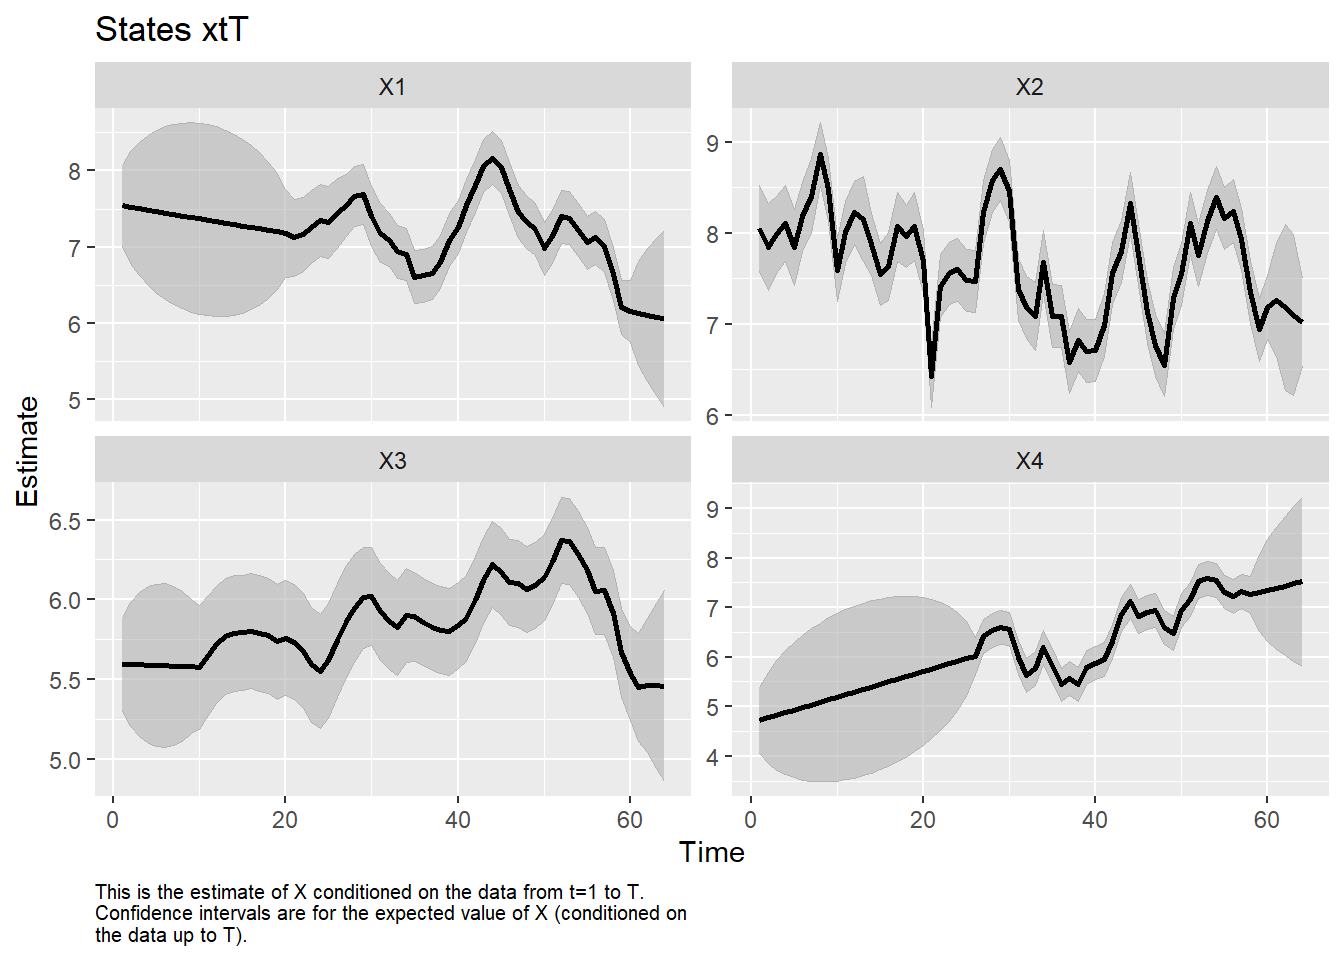 States xtT
X1
X2
8
7
6
5
9
8
7
6
Estimate
X3
X4
6.5
6.0
5.5
5.0
9
8
7
6
5
4
0 20 40 60
0 20 40 60
Time
This is the estimate of X conditioned on the data from t=1 to T.
Confidence intervals are for the expected value of X (conditioned on
the data up to T).